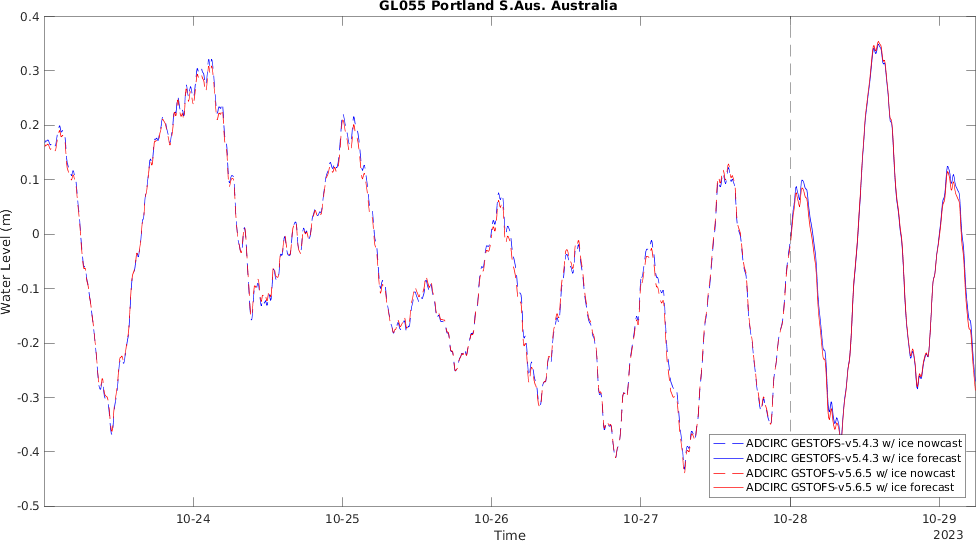 GL055 Portland S.Aus. Australia
0.4
0.3
0.2
0.1
0
-0.1
-0.2
-0.3
-0.4
-0.5
Water Level (m)
ADCIRC GESTOFS-v5.4.3 w/ ice nowcast
ADCIRC GESTOFS-v5.4.3 w/ ice forecast
ADCIRC GSTOFS-v5.6.5 w/ ice nowcast
ADCIRC GSTOFS-v5.6.5 w/ ice forecast
10-24 10-25 10-26 10-27 10-28 10-29
Time 2023